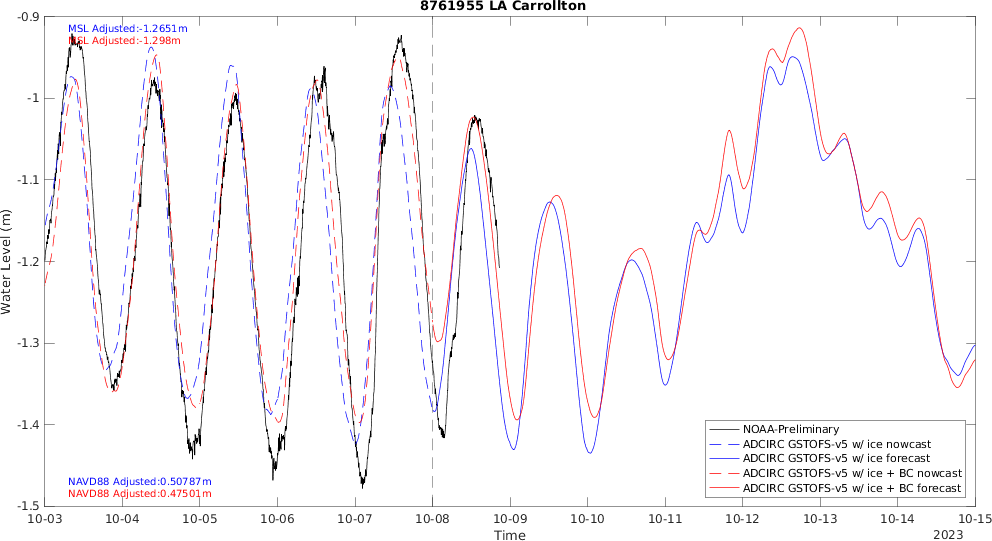 8761955 LA Carrollton
MSL Adjusted:-1.2651m
MSL Adjusted:-1.298m
-0.9
-1
-1.1
-1.2
-1.3
-1.4
-1.5
Water Level (m)
NAVD88 Adjusted:0.50787m
NAVD88 Adjusted:0.47501m
NOAA-Preliminary
ADCIRC GSTOFS-v5 w/ ice nowcast
ADCIRC GSTOFS-v5 w/ ice forecast
ADCIRC GSTOFS-v5 w/ ice + BC nowcast
ADCIRC GSTOFS-v5 w/ ice + BC forecast
10-03 10-04 10-05 10-06 10-07 10-08 10-09 10-10 10-11 10-12 10-13 10-14 10-15
Time
2023